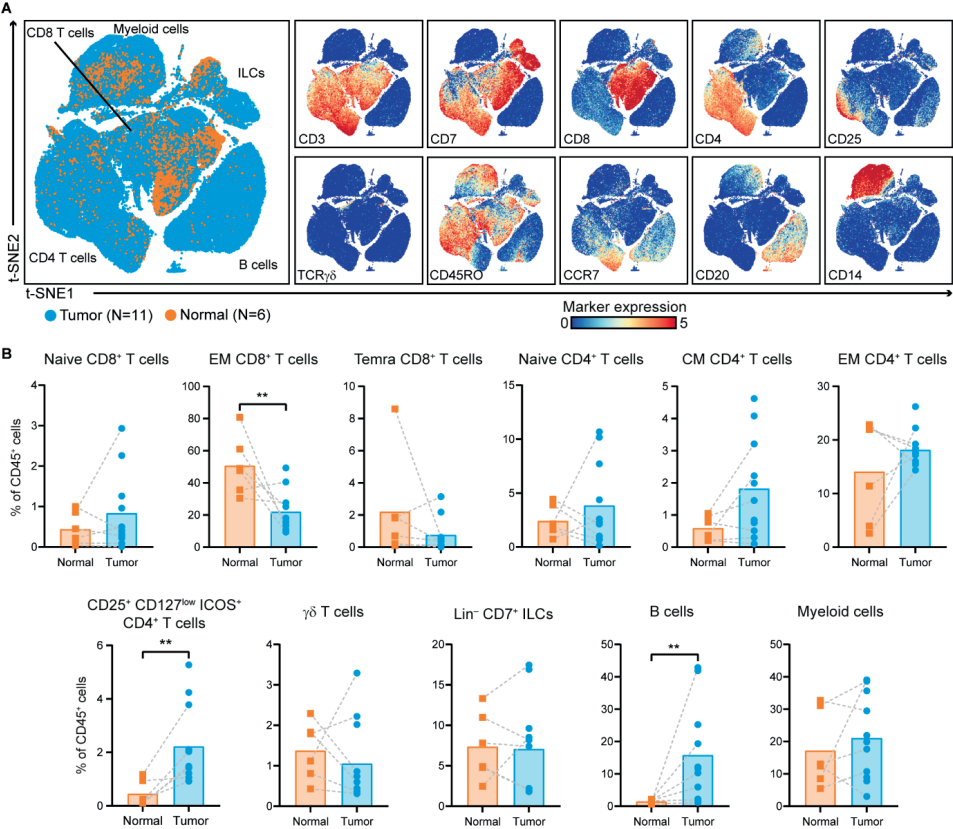 A
CD8 T cells
Myeloid cells
ILCs
CD4 T cells
B cells
t-SNE2
t-SNE1
CD3
CD7
CD8
CD4
CD25
TCRγδ
CD45RO
CCR7
CD20
CD14
Tumor (N=11) Normal (N=6)
Marker expression
0 5
B
Naive CD8⁺ T cells
% of CD45⁺ cells
4
3
2
1
0
Normal Tumor
EM CD8⁺ T cells
**
100
80
60
40
20
0
Normal Tumor
Temra CD8⁺ T cells
10
8
6
4
2
0
Normal Tumor
Naive CD4⁺ T cells
15
10
5
0
Normal Tumor
CM CD4⁺ T cells
5
4
3
2
1
0
Normal Tumor
EM CD4⁺ T cells
30
20
10
0
Normal Tumor
CD25⁺ CD127ˡᵒʷ ICOS⁺
CD4⁺ T cells
**
% of CD45⁺ cells
6
4
2
0
Normal Tumor
γδ T cells
4
3
2
1
0
Normal Tumor
Lin⁻ CD7⁺ ILCs
20
15
10
5
0
Normal Tumor
B cells
**
50
40
30
20
10
0
Normal Tumor
Myeloid cells
50
40
30
20
10
0
Normal Tumor